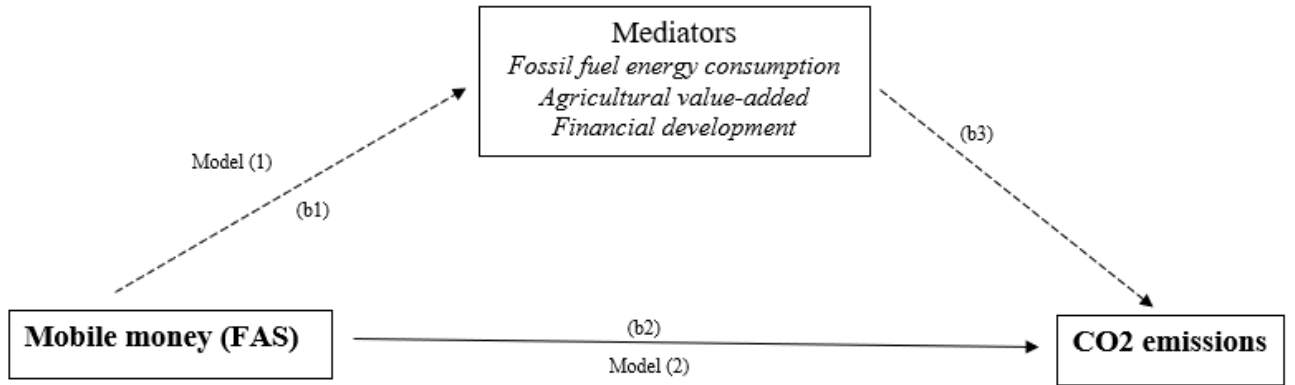 Mediators
Fossil fuel energy consumption
Agricultural value-added
Financial development
Model (1)
(b1)
(b3)
Mobile money (FAS)
(b2)
Model (2)
CO2 emissions